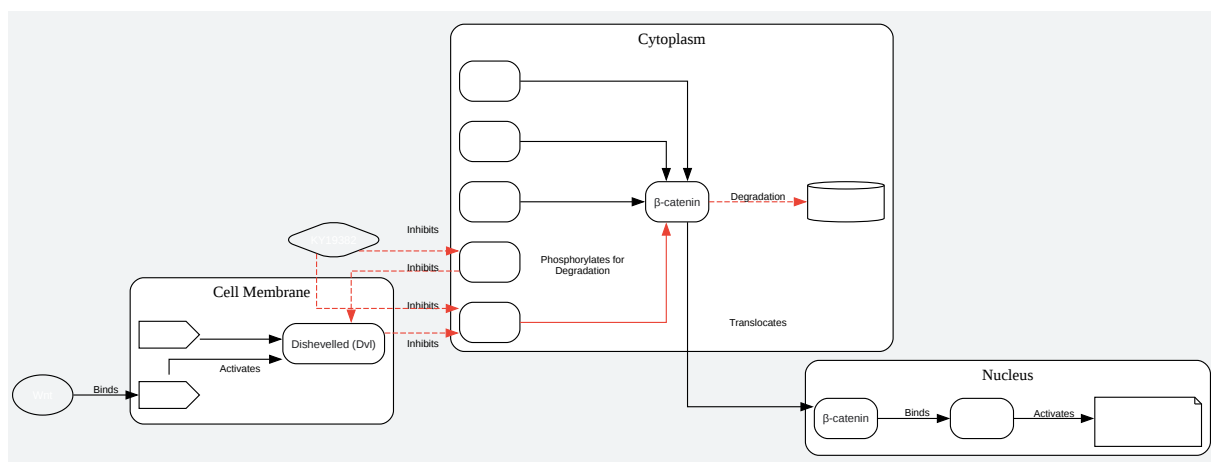 Cytoplasm
β-catenin
Degradation
Inhibits
Inhibits
Phosphorylates for
Degradation
Cell Membrane
Inhibits
Translocates
Dishevelled (Dvl)
Inhibits
Activates
Binds
Nucleus
β-catenin
Binds
Activates